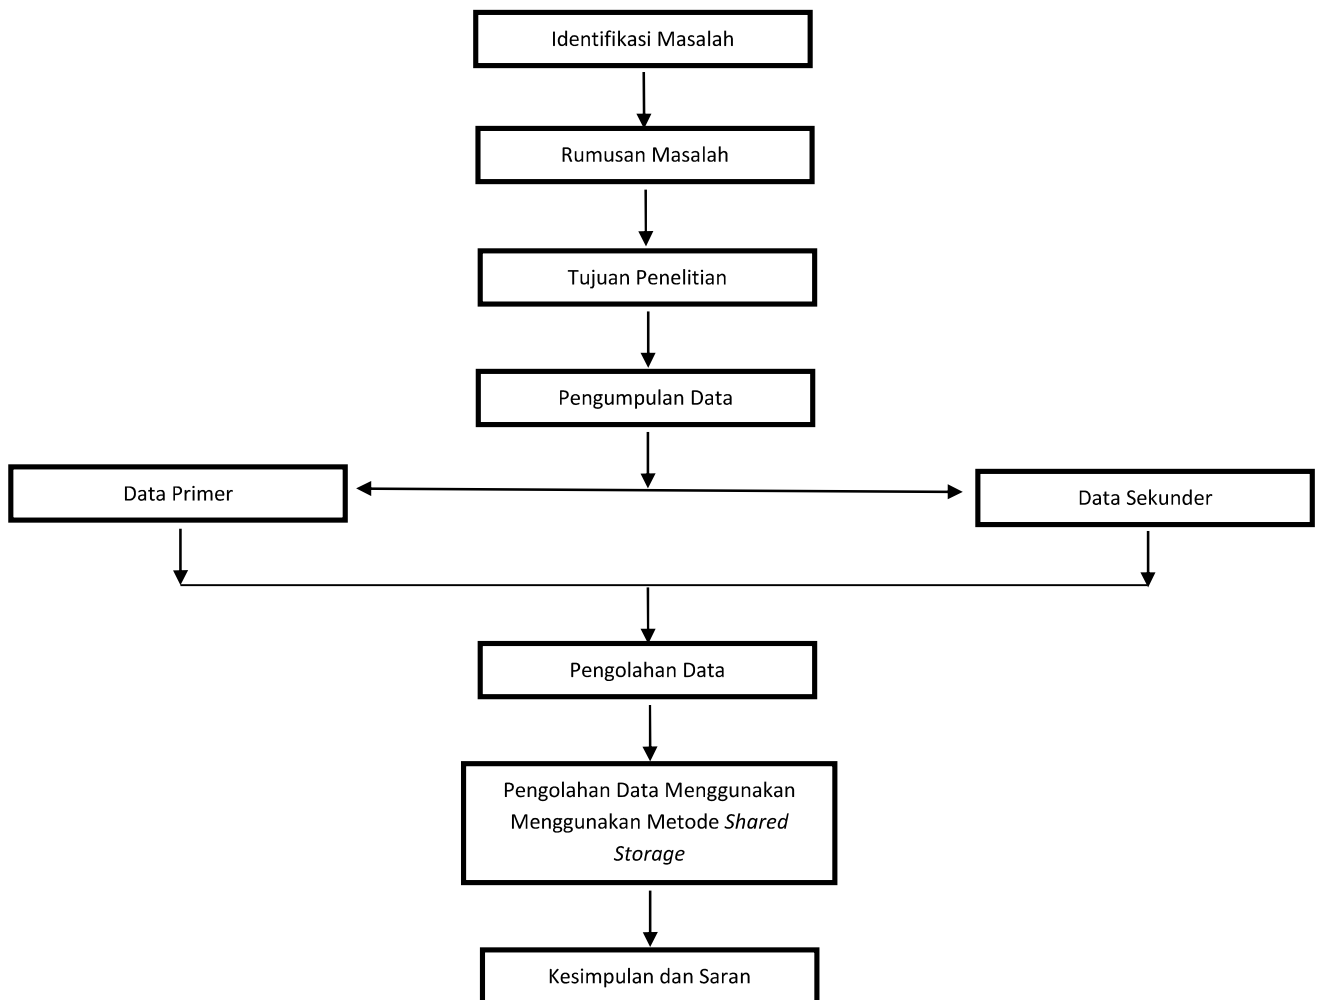 Identifikasi Masalah
Rumusan Masalah
Tujuan Penelitian
Pengumpulan Data
Data Primer
Data Sekunder
Pengolahan Data
Pengolahan Data Menggunakan
Menggunakan Metode Shared
Storage
Kesimpulan dan Saran